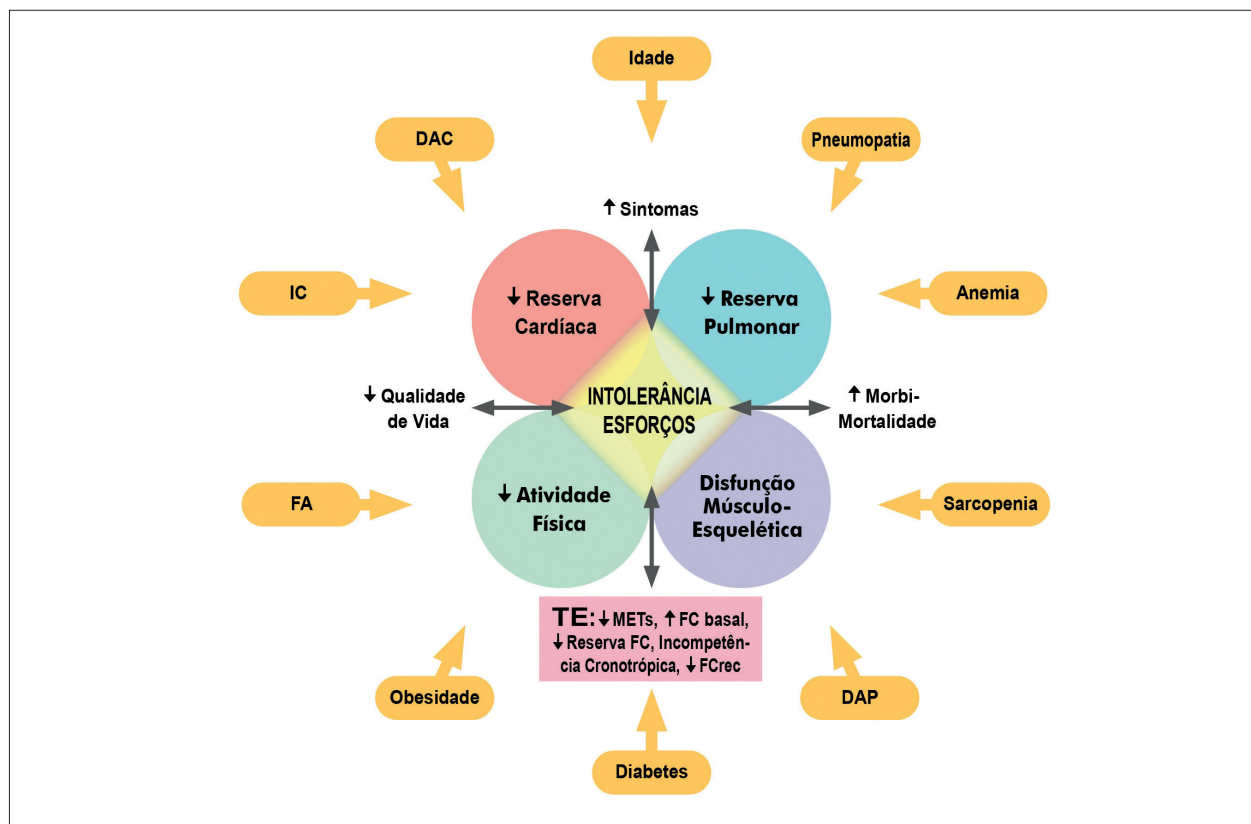 Idade
DAC
Pneumopatia
↑ Sintomas
IC
↓ Reserva
Cardíaca
↓ Reserva
Pulmonar
Anemia
↓ Qualidade
de Vida
INTOLERÂNCIA
ESFORÇOS
↑ Morbi-
Mortalidade
FA
↓ Atividade
Física
Disfunção
Músculo-
Esquelética
Sarcopenia
TE: ↓ METs, ↑ FC basal,
↓ Reserva FC, Incompetên-
cia Cronotrópica, ↓ FCrec
Obesidade
DAP
Diabetes